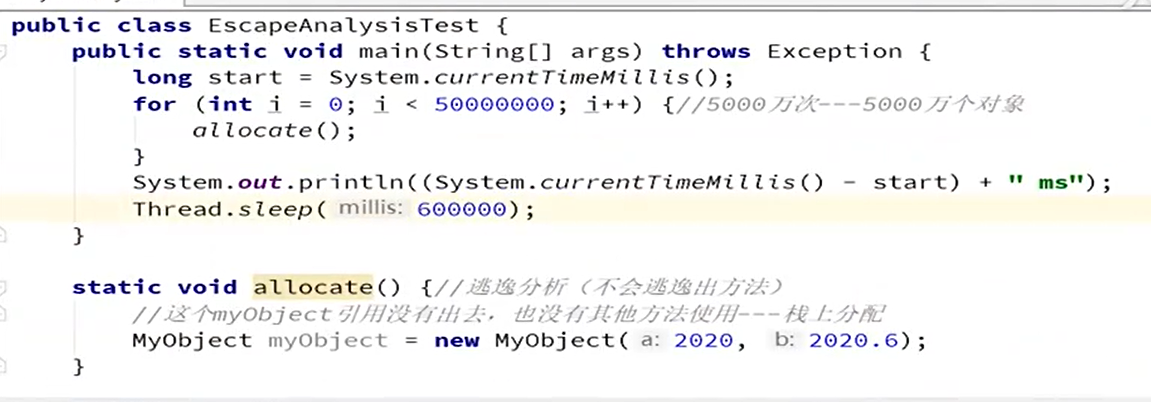 public class EscapeAnalysisTest {
public static void main(String[] args) throws Exception {
long start = System.currentTimeMillis();
for (int i = 0; i < 50000000; i++) {//5000万次---5000万个对象
allocate();
}
System.out.println((System.currentTimeMillis() - start) + " ms");
Thread.sleep( millis: 600000);
}
static void allocate() {//逃逸分析（不会逃逸出方法）
//这个myObject引用没有出去，也没有其他方法使用---栈上分配
MyObject myObject = new MyObject( a: 2020, b: 2020.6);
}